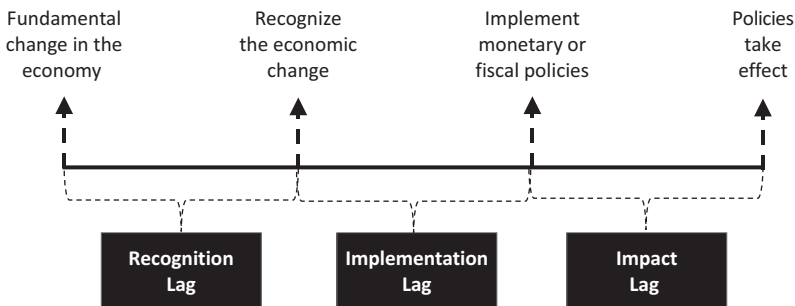 Fundamental
change in the
economy
Recognize
the economic
change
Implement
monetary or
fiscal policies
Policies
take
effect
Recognition
Lag
Implementation
Lag
Impact
Lag